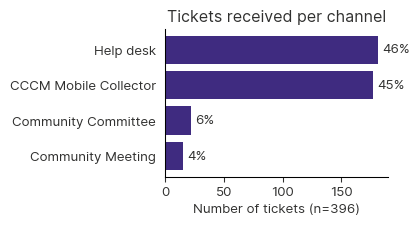 Tickets received per channel
Help desk 46%
CCCM Mobile Collector 45%
Community Committee 6%
Community Meeting 4%
0 50 100 150
Number of tickets (n=396)